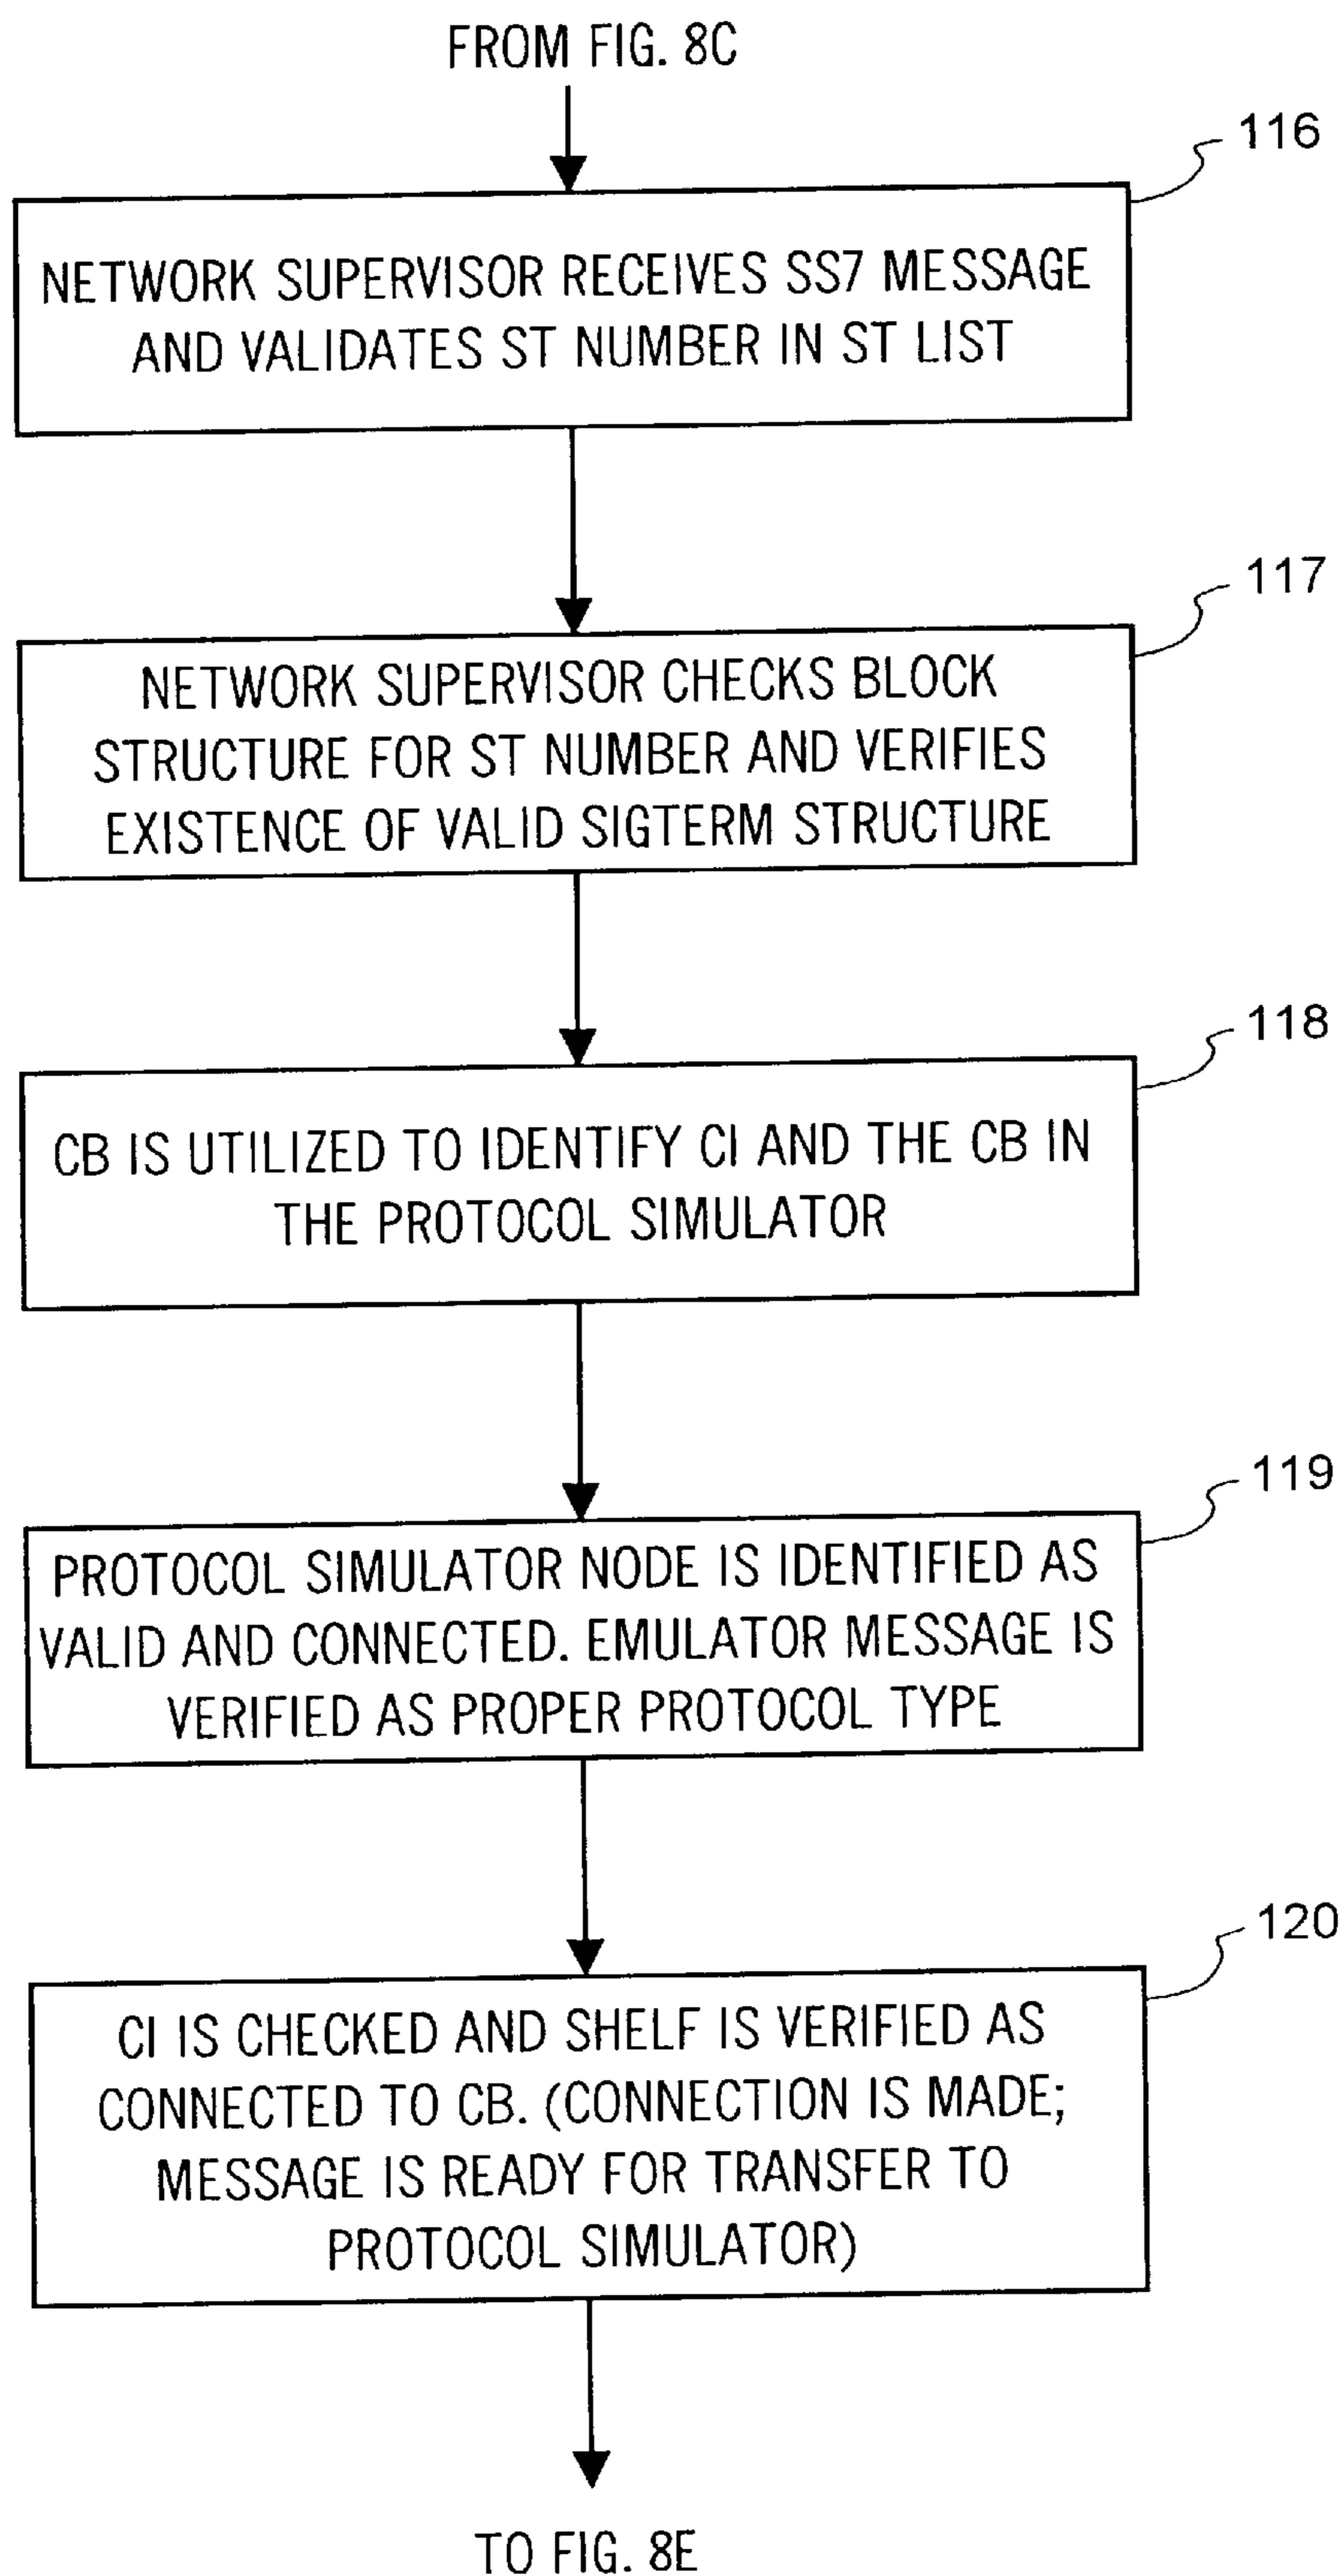 FROM FIG. 8C
116
NETWORK SUPERVISOR RECEIVES SS7 MESSAGE
AND VALIDATES ST NUMBER IN ST LIST
117
NETWORK SUPERVISOR CHECKS BLOCK
STRUCTURE FOR ST NUMBER AND VERIFIES
EXISTENCE OF VALID SIGTERM STRUCTURE
118
CB IS UTILIZED TO IDENTIFY CI AND THE CB IN
THE PROTOCOL SIMULATOR
119
PROTOCOL SIMULATOR NODE IS IDENTIFIED AS
VALID AND CONNECTED. EMULATOR MESSAGE IS
VERIFIED AS PROPER PROTOCOL TYPE
120
CI IS CHECKED AND SHELF IS VERIFIED AS
CONNECTED TO CB. (CONNECTION IS MADE;
MESSAGE IS READY FOR TRANSFER TO
PROTOCOL SIMULATOR)
TO FIG. 8E